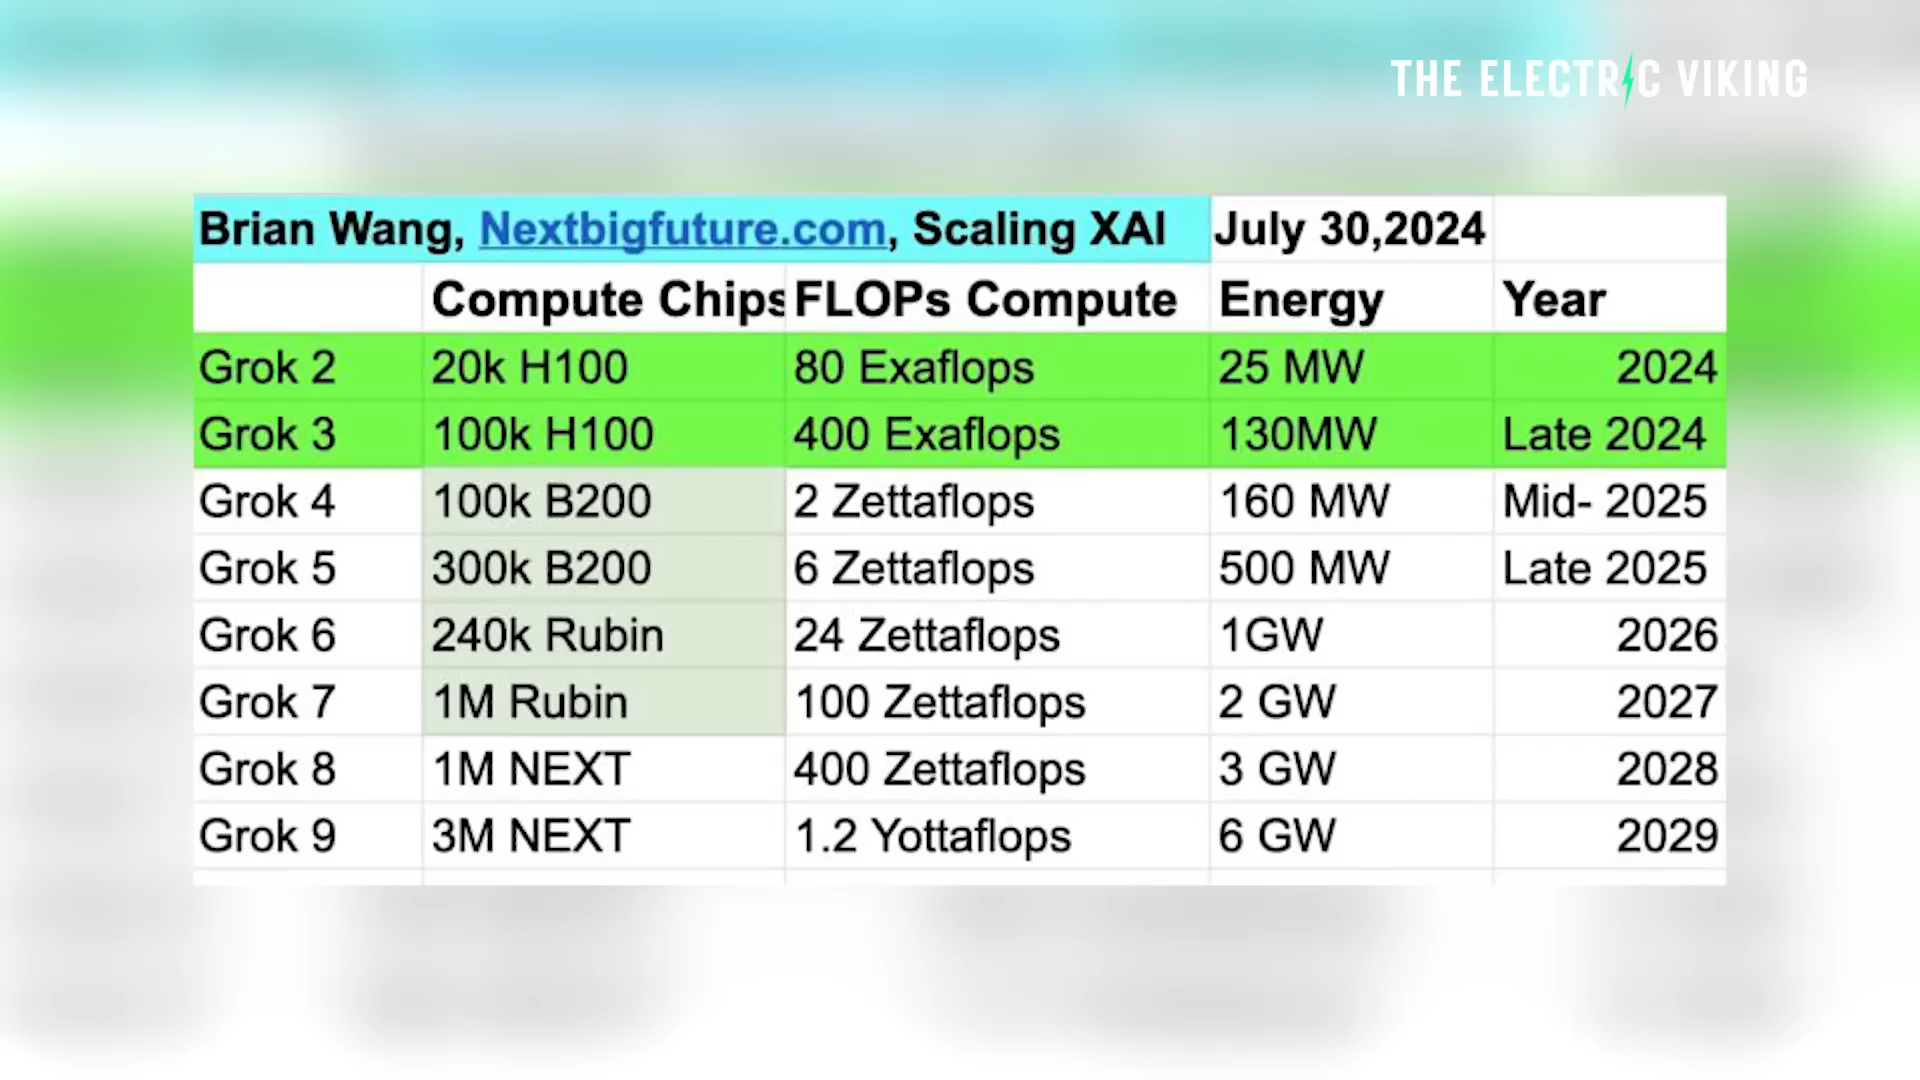 THE ELECTRIC VIKING
Brian Wang, Nextbigfuture.com, Scaling XAI July 30,2024
Compute Chips FLOPs Compute Energy Year
Grok 2 20k H100 80 Exaflops 25 MW 2024
Grok 3 100k H100 400 Exaflops 130MW Late 2024
Grok 4 100k B200 2 Zettaflops 160 MW Mid- 2025
Grok 5 300k B200 6 Zettaflops 500 MW Late 2025
Grok 6 240k Rubin 24 Zettaflops 1GW 2026
Grok 7 1M Rubin 100 Zettaflops 2 GW 2027
Grok 8 1M NEXT 400 Zettaflops 3 GW 2028
Grok 9 3M NEXT 1.2 Yottaflops 6 GW 2029